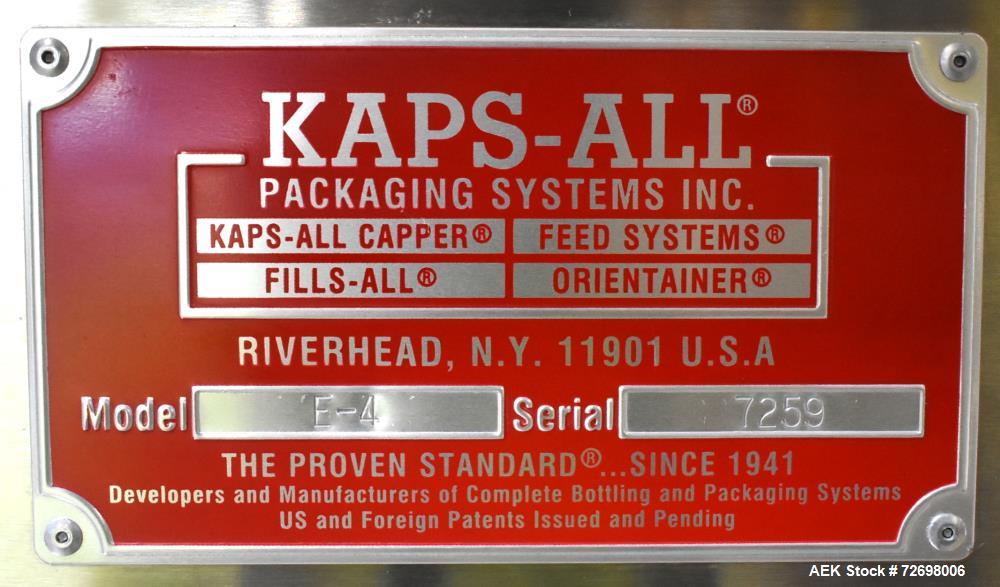 KAPS-ALL®
PACKAGING SYSTEMS INC.
KAPS-ALL CAPPER® FEED SYSTEMS®
FILLS-ALL® ORIENTAINER®
RIVERHEAD, N.Y. 11901 U.S.A
Model E-4 Serial 7259
THE PROVEN STANDARD®...SINCE 1941
Developers and Manufacturers of Complete Bottling and Packaging Systems
US and Foreign Patents Issued and Pending
AEK Stock # 72698006